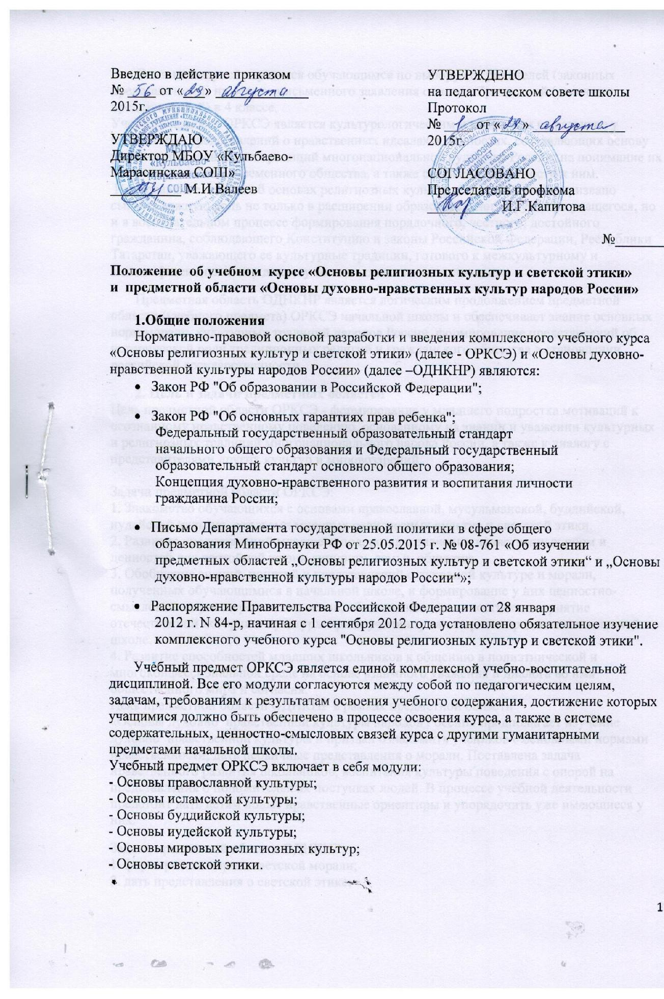 Введено в действие приказом
№ 56 от «29» августа
2015г.
УТВЕРЖДАЮ
Директор МБОУ «Кульбаево-
Марасинская СОШ»
М.И.Валеев
МБОУ
«Кульбаево-
Марасинская
СОШ»
УТВЕРЖДЕНО
на педагогическом совете школы
Протокол
№ 1 от «29» августа
2015г.
СОГЛАСОВАНО
Председатель профкома
И.Г.Капитова
ПРОФСОЮЗНЫЙ
КОМИТЕТ
№
Положение об учебном курсе «Основы религиозных культур и светской этики»
и предметной области «Основы духовно-нравственных культур народов России»
1.Общие положения
Нормативно-правовой основой разработки и введения комплексного учебного курса
«Основы религиозных культур и светской этики» (далее - ОРКСЭ) и «Основы духовно-
нравственной культуры народов России» (далее –ОДНКНР) являются:
• Закон РФ "Об образовании в Российской Федерации";
• Закон РФ "Об основных гарантиях прав ребенка";
Федеральный государственный образовательный стандарт
начального общего образования и Федеральный государственный
образовательный стандарт основного общего образования;
Концепция духовно-нравственного развития и воспитания личности
гражданина России;
• Письмо Департамента государственной политики в сфере общего
образования Минобрнауки РФ от 25.05.2015 г. № 08-761 «Об изучении
предметных областей „Основы религиозных культур и светской этики“ и „Основы
духовно-нравственной культуры народов России“»;
• Распоряжение Правительства Российской Федерации от 28 января
2012 г. N 84-р, начиная с 1 сентября 2012 года установлено обязательное изучение
комплексного учебного курса "Основы религиозных культур и светской этики".
Учебный предмет ОРКСЭ является единой комплексной учебно-воспитательной
дисциплиной. Все его модули согласуются между собой по педагогическим целям,
задачам, требованиям к результатам освоения учебного содержания, достижение которых
учащимися должно быть обеспечено в процессе освоения курса, а также в системе
содержательных, ценностно-смысловых связей курса с другими гуманитарными
предметами начальной школы.
Учебный предмет ОРКСЭ включает в себя модули:
- Основы православной культуры;
- Основы исламской культуры;
- Основы буддийской культуры;
- Основы иудейской культуры;
- Основы мировых религиозных культур;
- Основы светской этики.
1